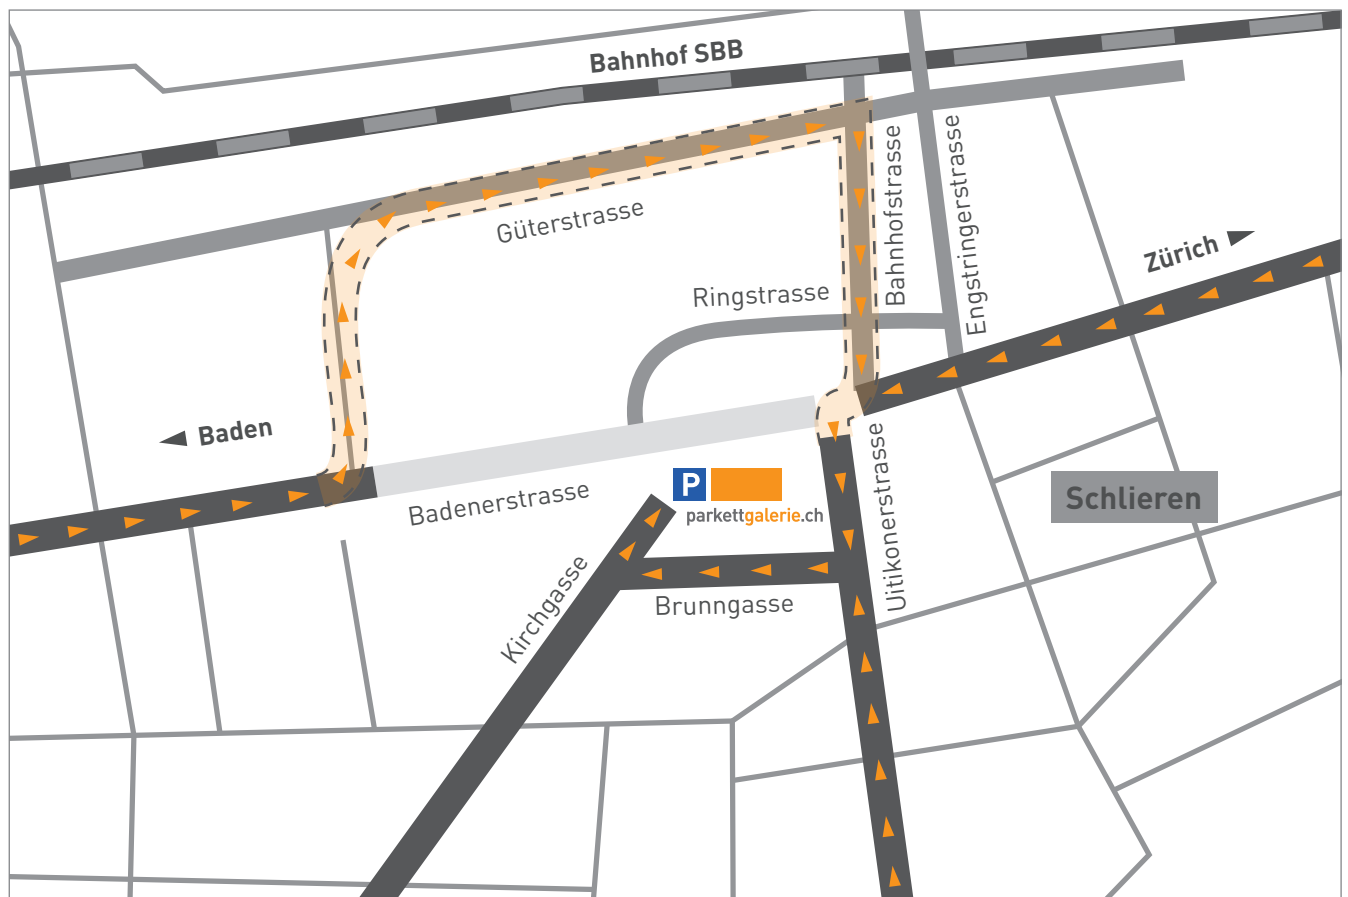 Bahnhof SBB
Güterstrasse
Bahnhofstrasse
Engstringerstrasse
Zürich
Ringstrasse
Baden
Badenerstrasse
P
parkettgalerie.ch
Uitikonerstrasse
Schlieren
Kirchgasse
Brunngasse